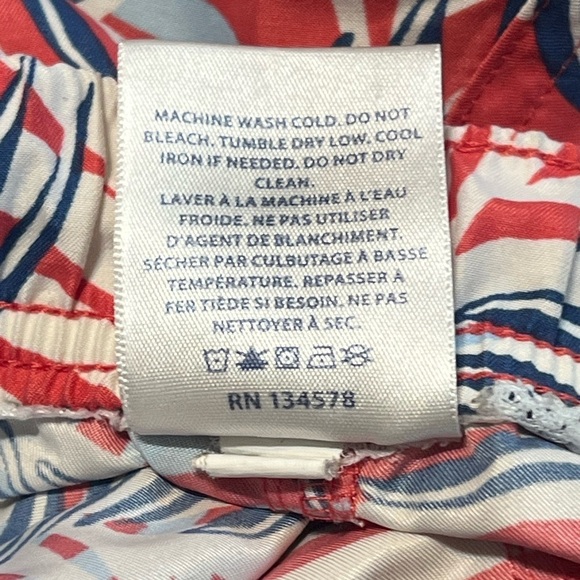 MACHINE WASH COLD. DO NOT
BLEACH. TUMBLE DRY LOW. COOL
IRON IF NEEDED. DO NOT DRY
CLEAN.
LAVER À LA MACHINE À L'EAU
FROIDE. NE PAS UTILISER
D'AGENT DE BLANCHIMENT.
SÉCHER PAR CULBUTAGE À BASSE
TEMPÉRATURE. REPASSER À
FER TIÈDE SI BESOIN. NE PAS
NETTOYER À SEC.
RN 134578